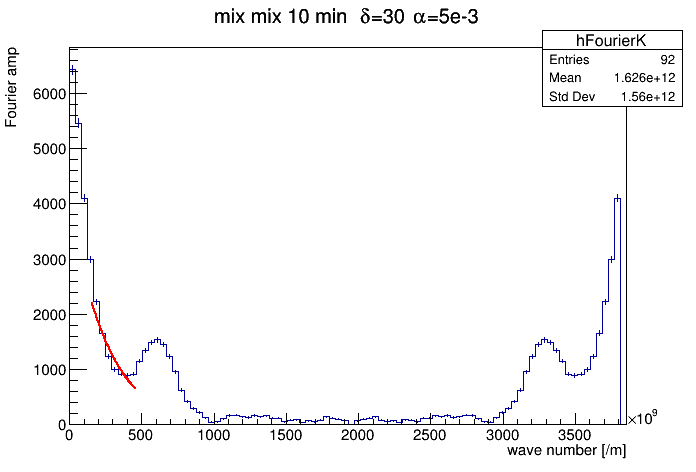 mix mix 10 min δ=30 α=5e-3
hFourierK
Entries 92
Mean 1.626e+12
Std Dev 1.56e+12
Fourier amp
6000
5000
4000
3000
2000
1000
0
0 500 1000 1500 2000 2500 3000 3500 ×10⁹
wave number [/m]